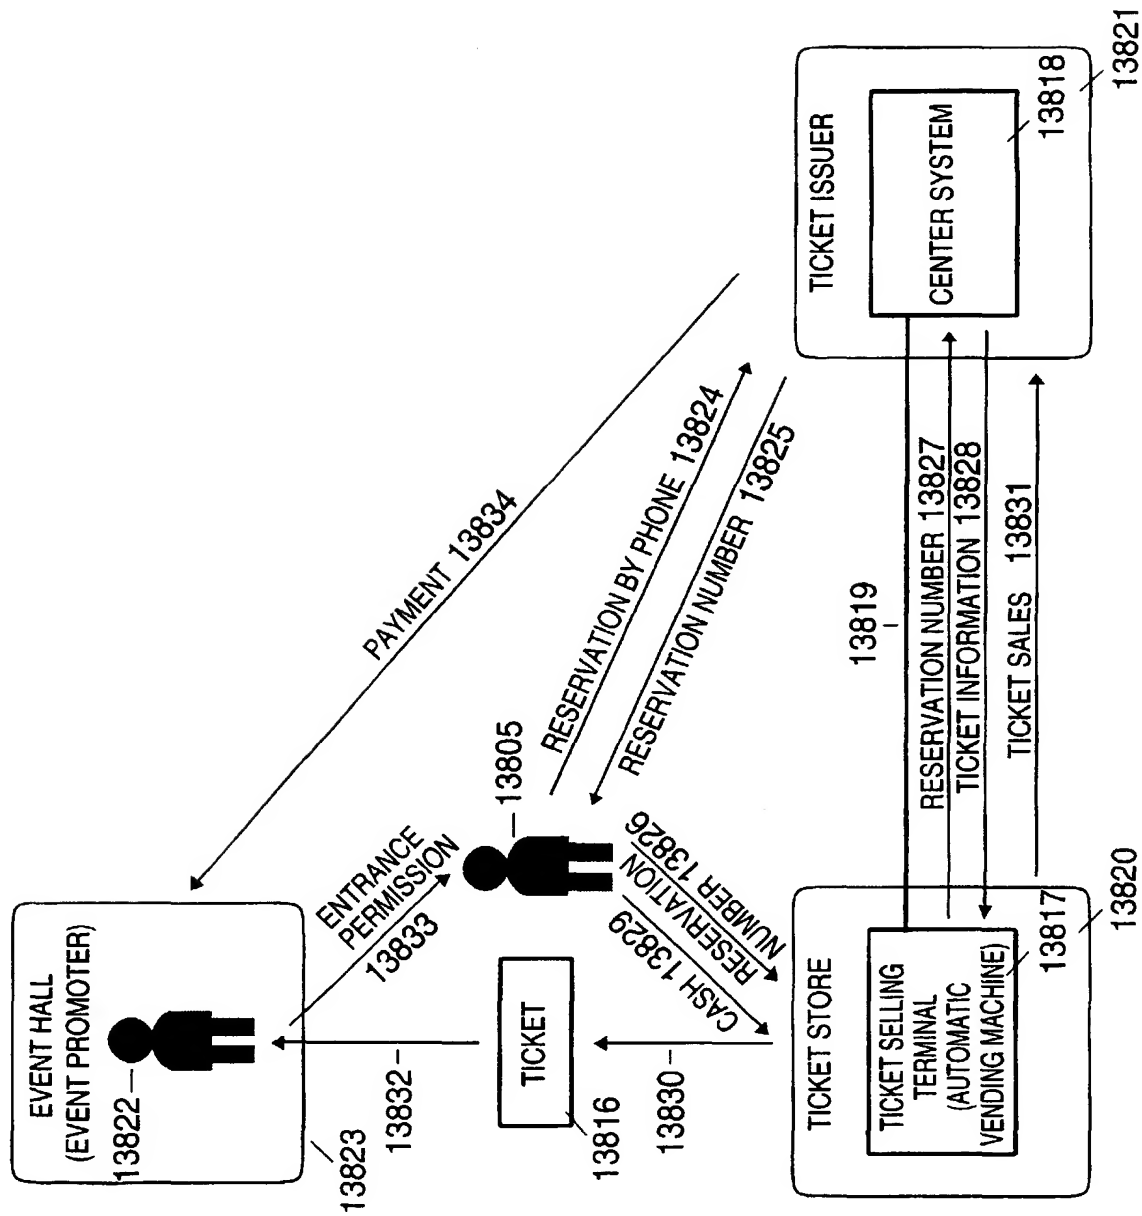 EVENT HALL
(EVENT PROMOTER)
13822
13823
PAYMENT 13834
ENTRANCE
PERMISSION
13833
13832
13805
TICKET
13816
13830
RESERVATION BY PHONE 13824
RESERVATION NUMBER 13825
RESERVATION
NUMBER 13826
CASH 13829
TICKET STORE
TICKET SELLING
TERMINAL
(AUTOMATIC
VENDING MACHINE)
13817
13820
13819
RESERVATION NUMBER 13827
TICKET INFORMATION 13828
TICKET SALES 13831
TICKET ISSUER
CENTER SYSTEM
13818
13821